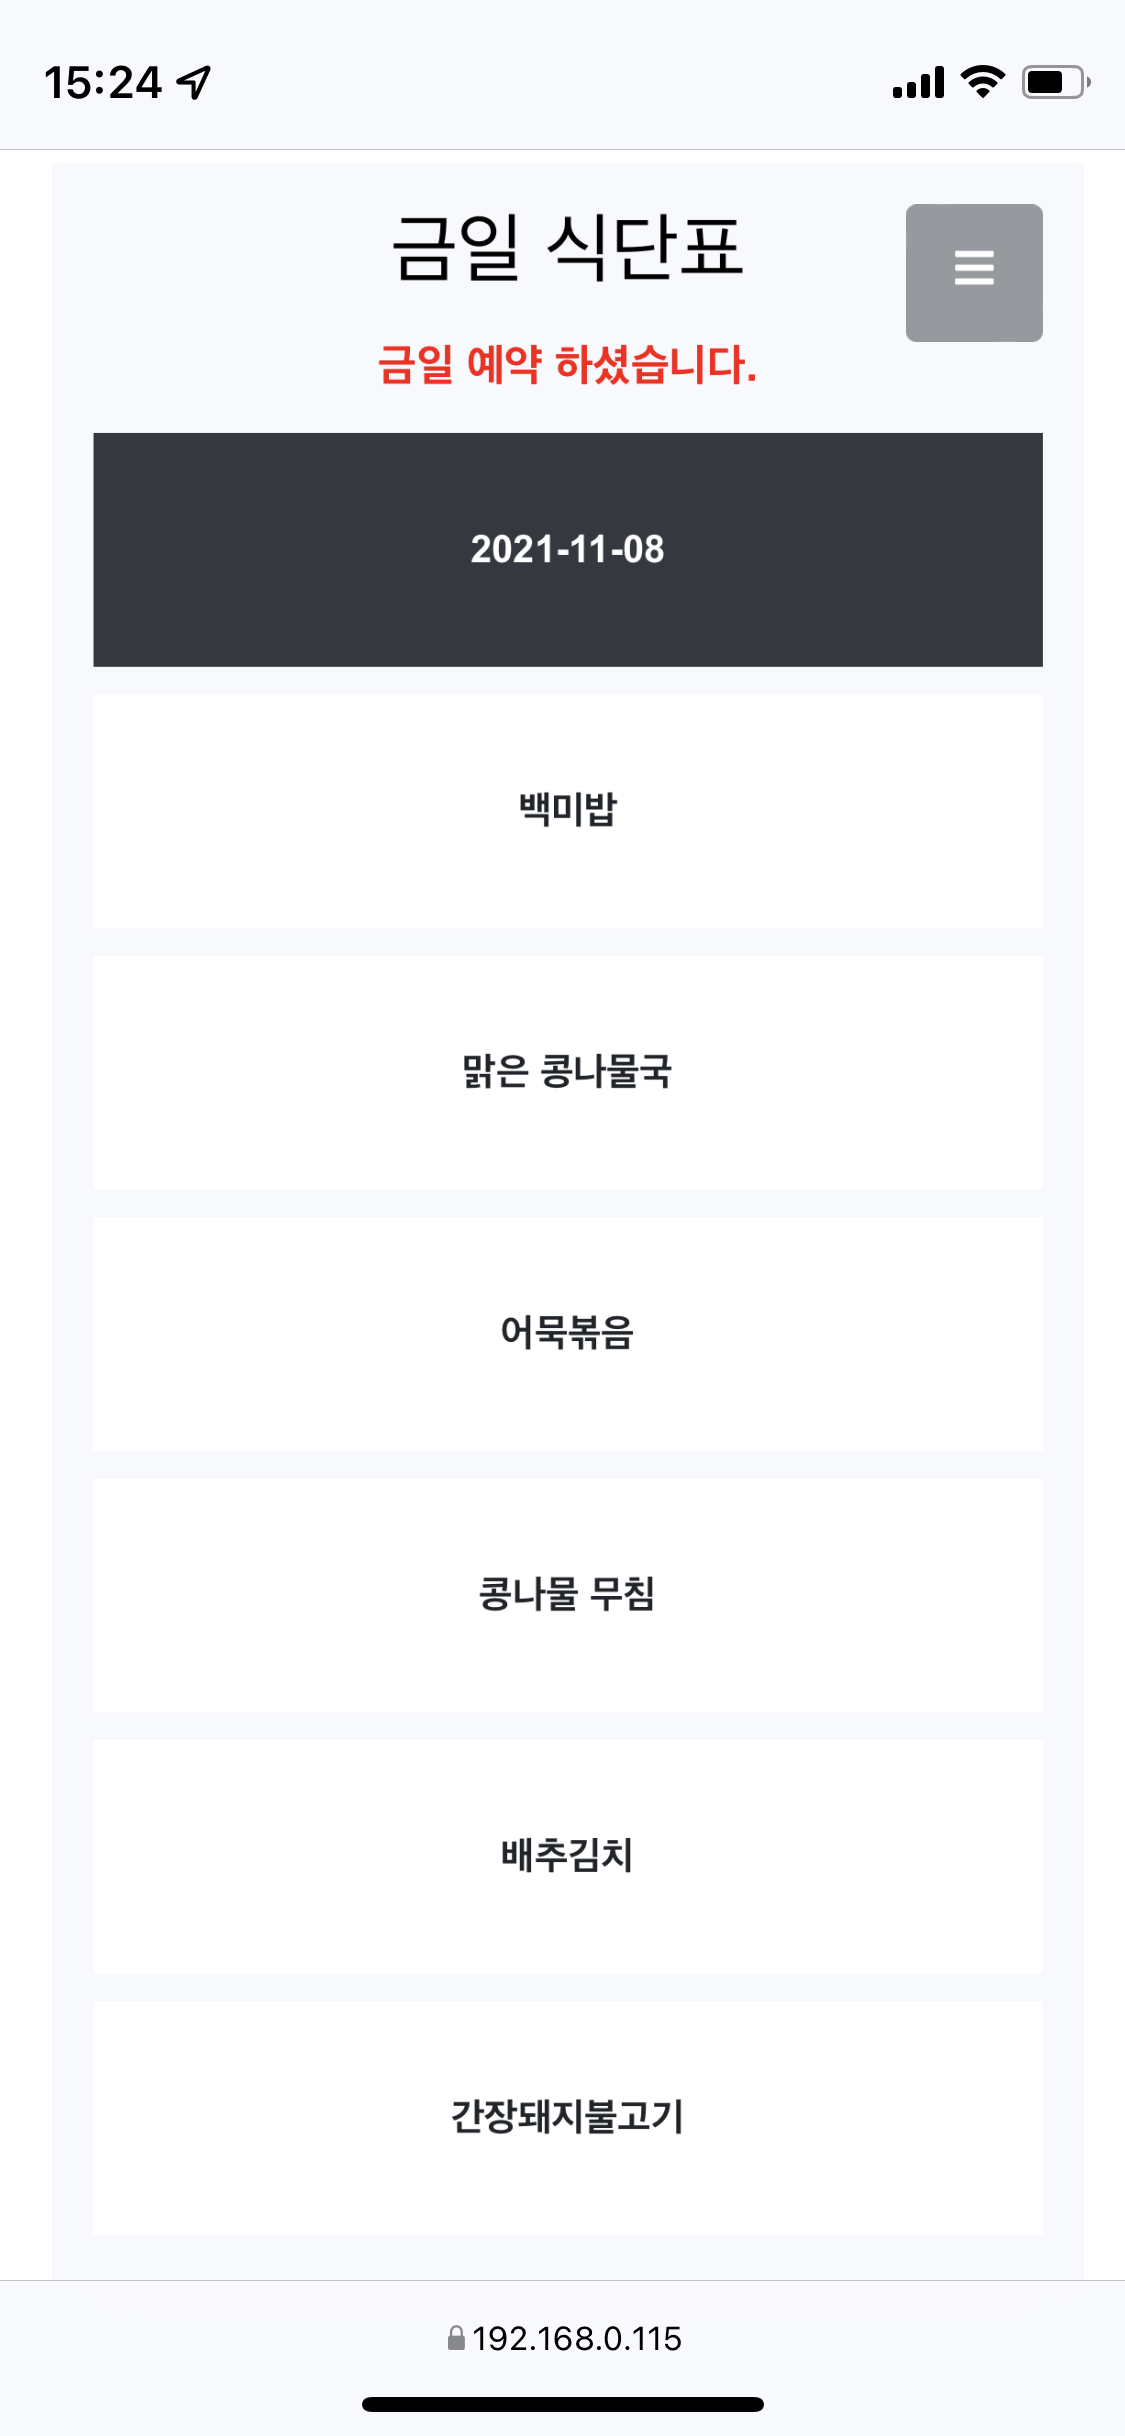 15:24
금일 식단표
금일 예약 하셨습니다.
2021-11-08
백미밥
맑은 콩나물국
어묵볶음
콩나물 무침
배추김치
간장돼지불고기
192.168.0.115